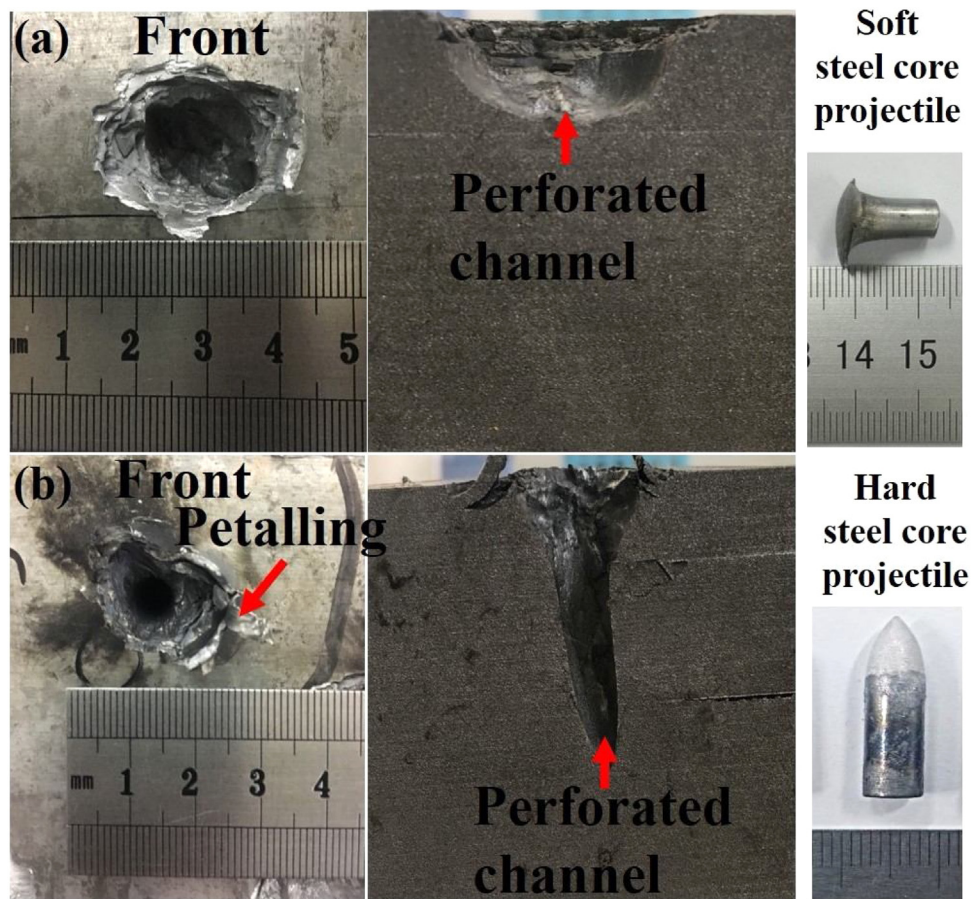 (a) Front
Perforated
channel
Soft
steel core
projectile
mm 1 2 3 4 5
14 15
(b) Front
Petalling
Perforated
channel
Hard
steel core
projectile
mm 1 2 3 4